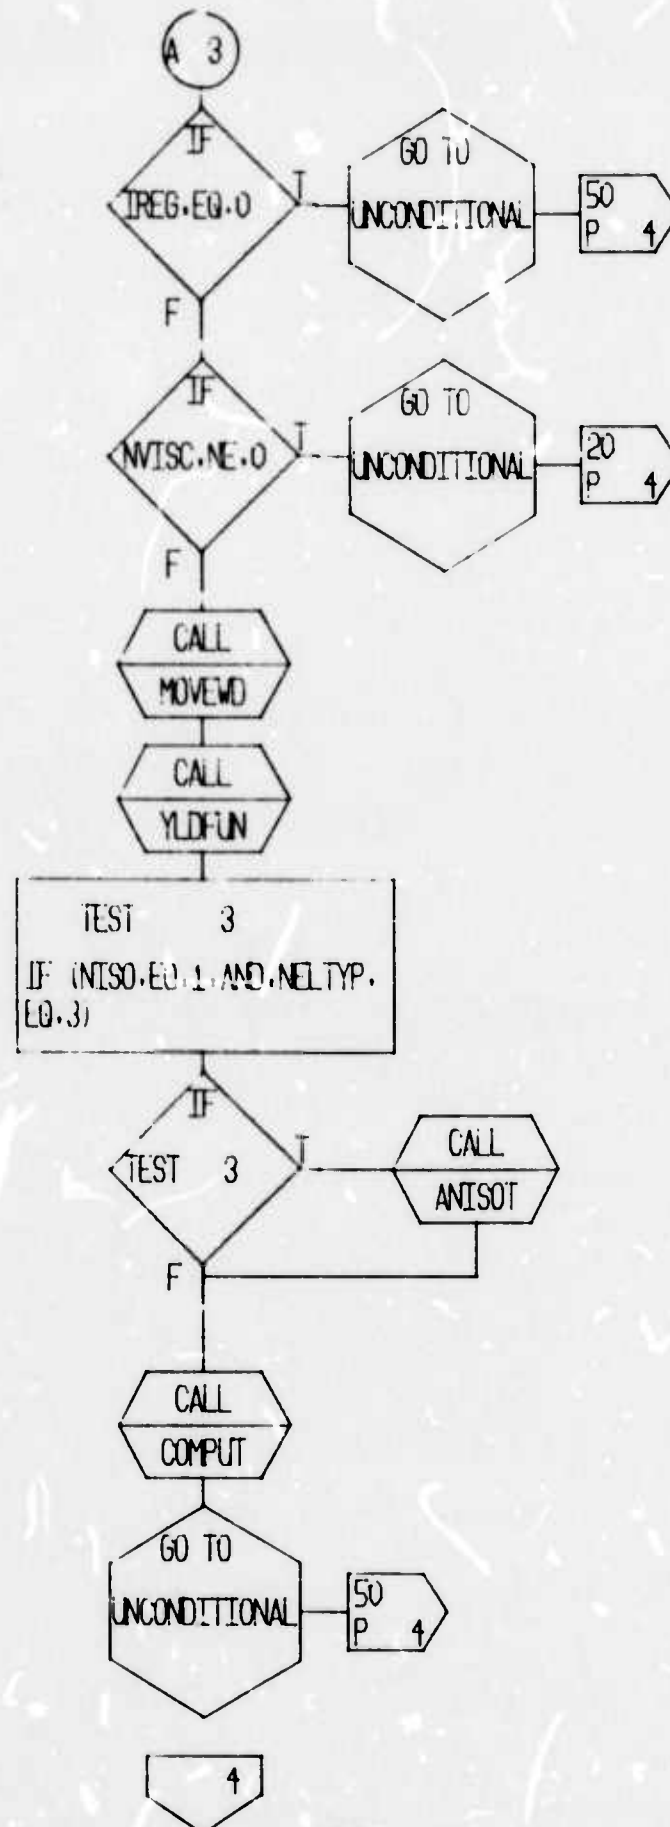 A 3
IF
IREG.EQ.0
T
GO TO
UNCONDITIONAL
50
P 4
F
IF
NVISC.NE.0
T
GO TO
UNCONDITIONAL
20
P 4
F
CALL
MOVEWD
CALL
YLDFUN
TEST 3
IF (NISO.EQ.1.AND.NELTYP.
EQ.3)
IF
TEST 3
T
CALL
ANISOT
F
CALL
COMPUT
GO TO
UNCONDITIONAL
50
P 4
4